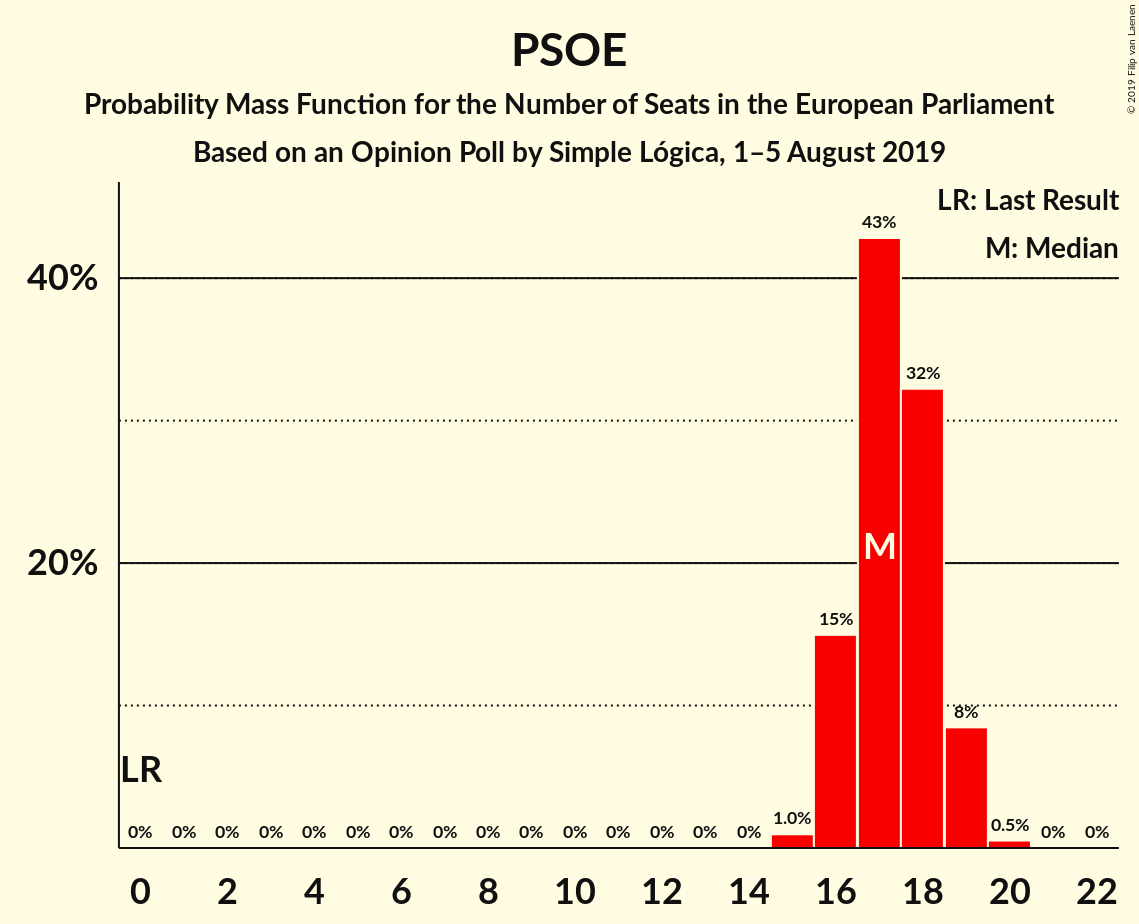 PSOE
Probability Mass Function for the Number of Seats in the European Parliament
Based on an Opinion Poll by Simple Lógica, 1–5 August 2019
© 2019 Filip van Laenen
LR: Last Result
M: Median
43%
40%
32%
M
20%
15%
8%
LR
0% 0% 0% 0% 0% 0% 0% 0% 0% 0% 0% 0% 0% 0% 0% 1.0% 0.5% 0% 0%
0 2 4 6 8 10 12 14 16 18 20 22